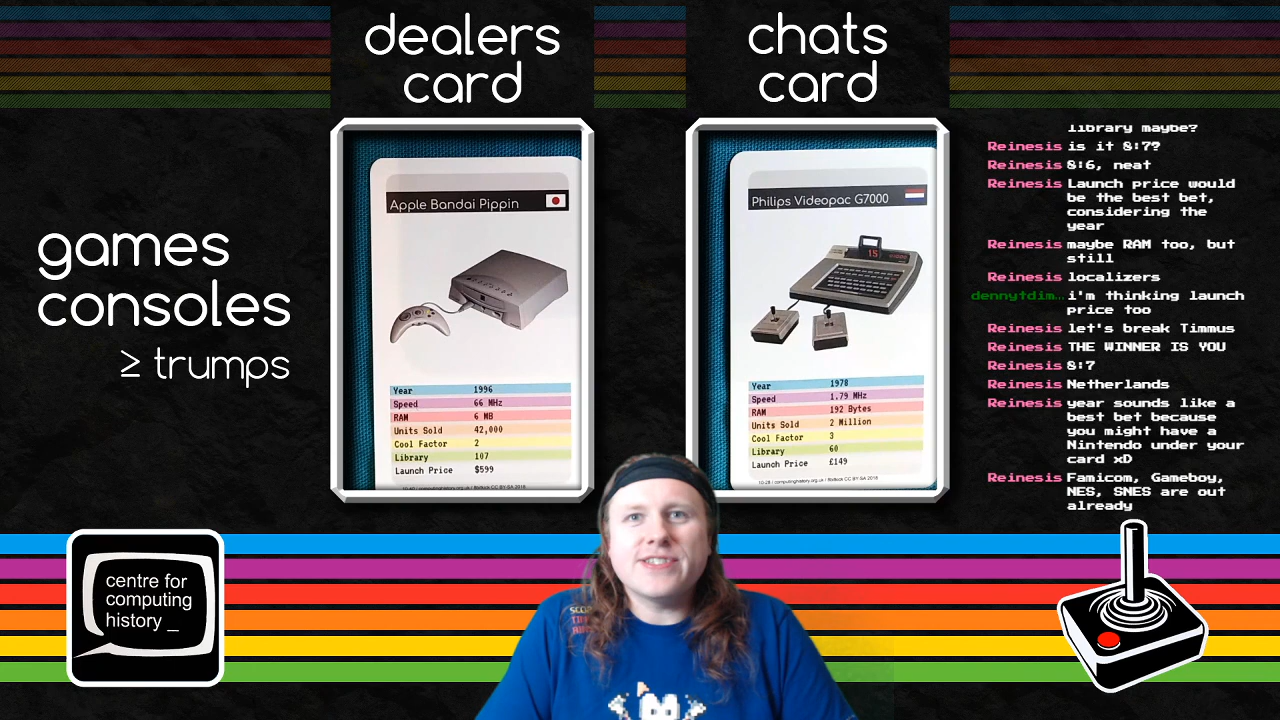 dealers
card
chats
card
games
consoles
≥ trumps
Apple Bandai Pippin
Year 1996
Speed 66 MHz
RAM 6 MB
Units Sold 42,000
Cool Factor 2
Library 107
Launch Price $599
Philips Videopac G7000
15
Year 1978
Speed 1.79 MHz
RAM 192 Bytes
Units Sold 2 Million
Cool Factor 3
Library 60
Launch Price £149
library maybe?
Reinesis is it 8:7?
Reinesis 8:6, neat
Reinesis Launch price would
be the best bet,
considering the
year
Reinesis maybe RAM too, but
still
Reinesis localizers
dennytdim… i'm thinking launch
price too
Reinesis let's break Timmus
Reinesis THE WINNER IS YOU
Reinesis 8:7
Reinesis Netherlands
Reinesis year sounds like a
best bet because
you might have a
Nintendo under your
card xD
Reinesis Famicom, Gameboy,
NES, SNES are out
already
centre for
computing
history _